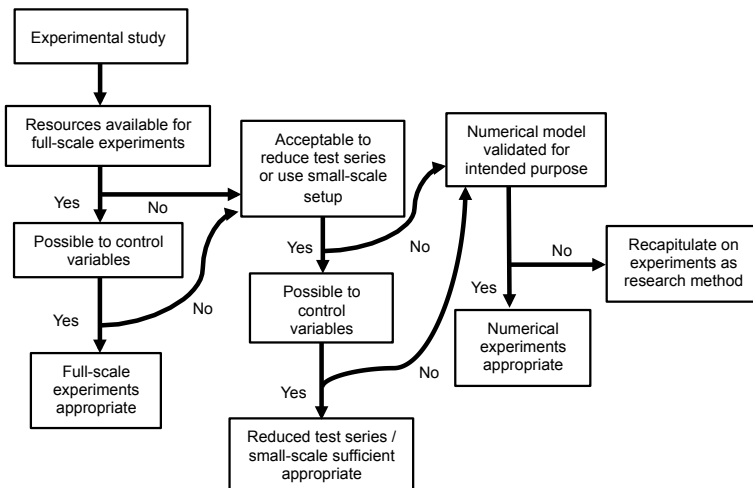 Experimental study
Resources available for
full-scale experiments
Yes
No
Possible to control
variables
Yes
No
Full-scale
experiments
appropriate
Acceptable to
reduce test series
or use small-scale
setup
Yes
No
Possible to
control
variables
Yes
No
Reduced test series /
small-scale sufficient
appropriate
Numerical model
validated for
intended purpose
No
Yes
Recapitulate on
experiments as
research method
Numerical
experiments
appropriate